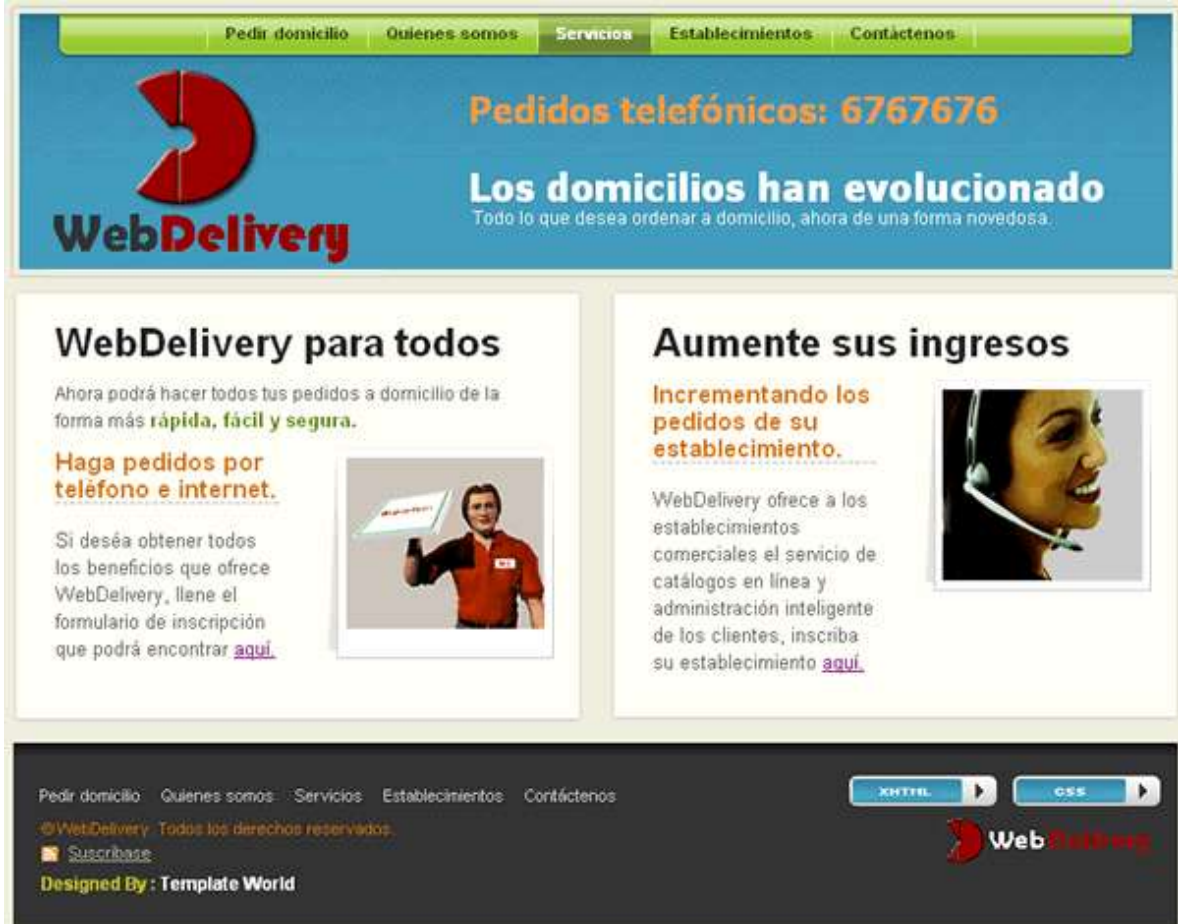 Pedir domicilio Quienes somos Servicios Establecimientos Contáctenos
Pedidos telefónicos: 6767676
Los domicilios han evolucionado
Todo lo que desea ordenar a domicilio, ahora de una forma novedosa.
WebDelivery
WebDelivery para todos
Ahora podrá hacer todos tus pedidos a domicilio de la
forma más rápida, fácil y segura.
Haga pedidos por
teléfono e internet.
Si deséa obtener todos
los beneficios que ofrece
WebDelivery, llene el
formulario de inscripción
que podrá encontrar aquí.
Aumente sus ingresos
Incrementando los
pedidos de su
establecimiento.
WebDelivery ofrece a los
establecimientos
comerciales el servicio de
catálogos en línea y
administración inteligente
de los clientes, inscriba
su establecimiento aquí.
Pedir domicilio Quienes somos Servicios Establecimientos Contáctenos
XHTML CSS
©WebDelivery. Todos los derechos reservados.
WebDelivery
Suscríbase
Designed By : Template World